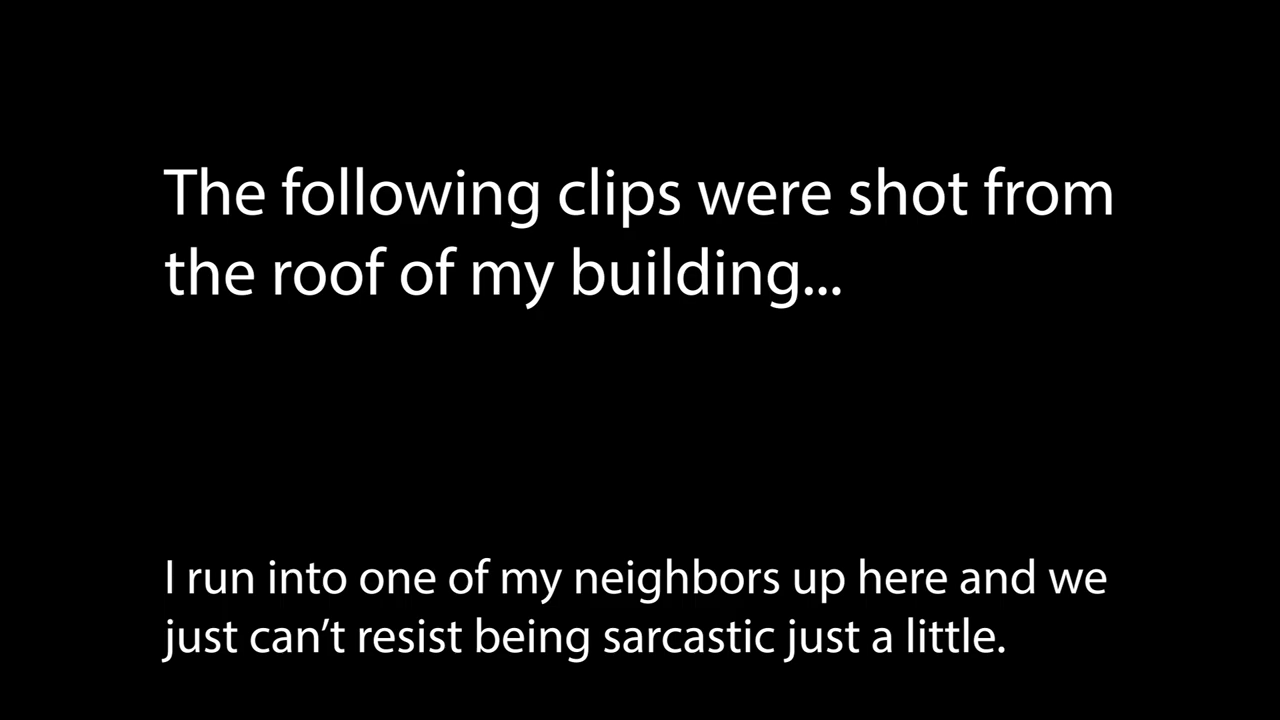 The following clips were shot from
the roof of my building...
I run into one of my neighbors up here and we
just can’t resist being sarcastic just a little.